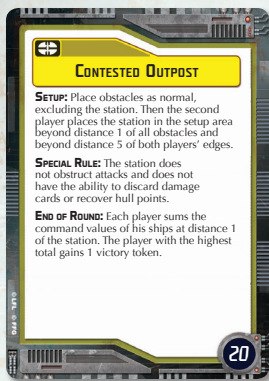 CONTESTED OUTPOST
SETUP: Place obstacles as normal,
excluding the station. Then the second
player places the station in the setup area
beyond distance 1 of all obstacles and
beyond distance 5 of both players’ edges.
SPECIAL RULE: The station does
not obstruct attacks and does not
have the ability to discard damage
cards or recover hull points.
END OF ROUND: Each player sums the
command values of his ships at distance 1
of the station. The player with the highest
total gains 1 victory token.
© LFL © FFG
20